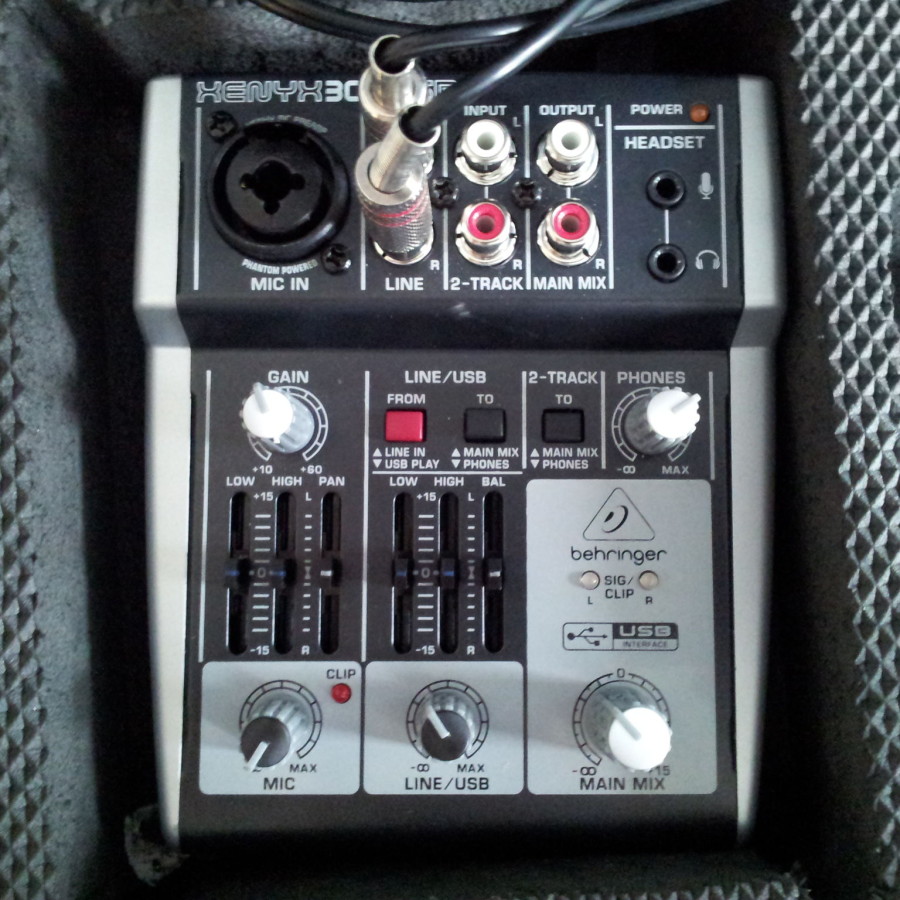 XENYX30
INPUT
OUTPUT
POWER
L
L
HEADSET
PHANTOM POWERED
R
R
R
MIC IN
LINE
2-TRACK
MAIN MIX
GAIN
LINE/USB
2-TRACK
PHONES
FROM
TO
TO
▲ LINE IN
▼ USB PLAY
▲ MAIN MIX
▼ PHONES
▲ MAIN MIX
▼ PHONES
+10
+60
-∞
MAX
LOW
HIGH
PAN
LOW
HIGH
BAL
+15
L
+15
L
behringer
0
0
SIG/
CLIP
L
R
USB
INTERFACE
-15
R
-15
R
CLIP
0
MAX
-∞
MAX
-∞
+15
MIC
LINE/USB
MAIN MIX